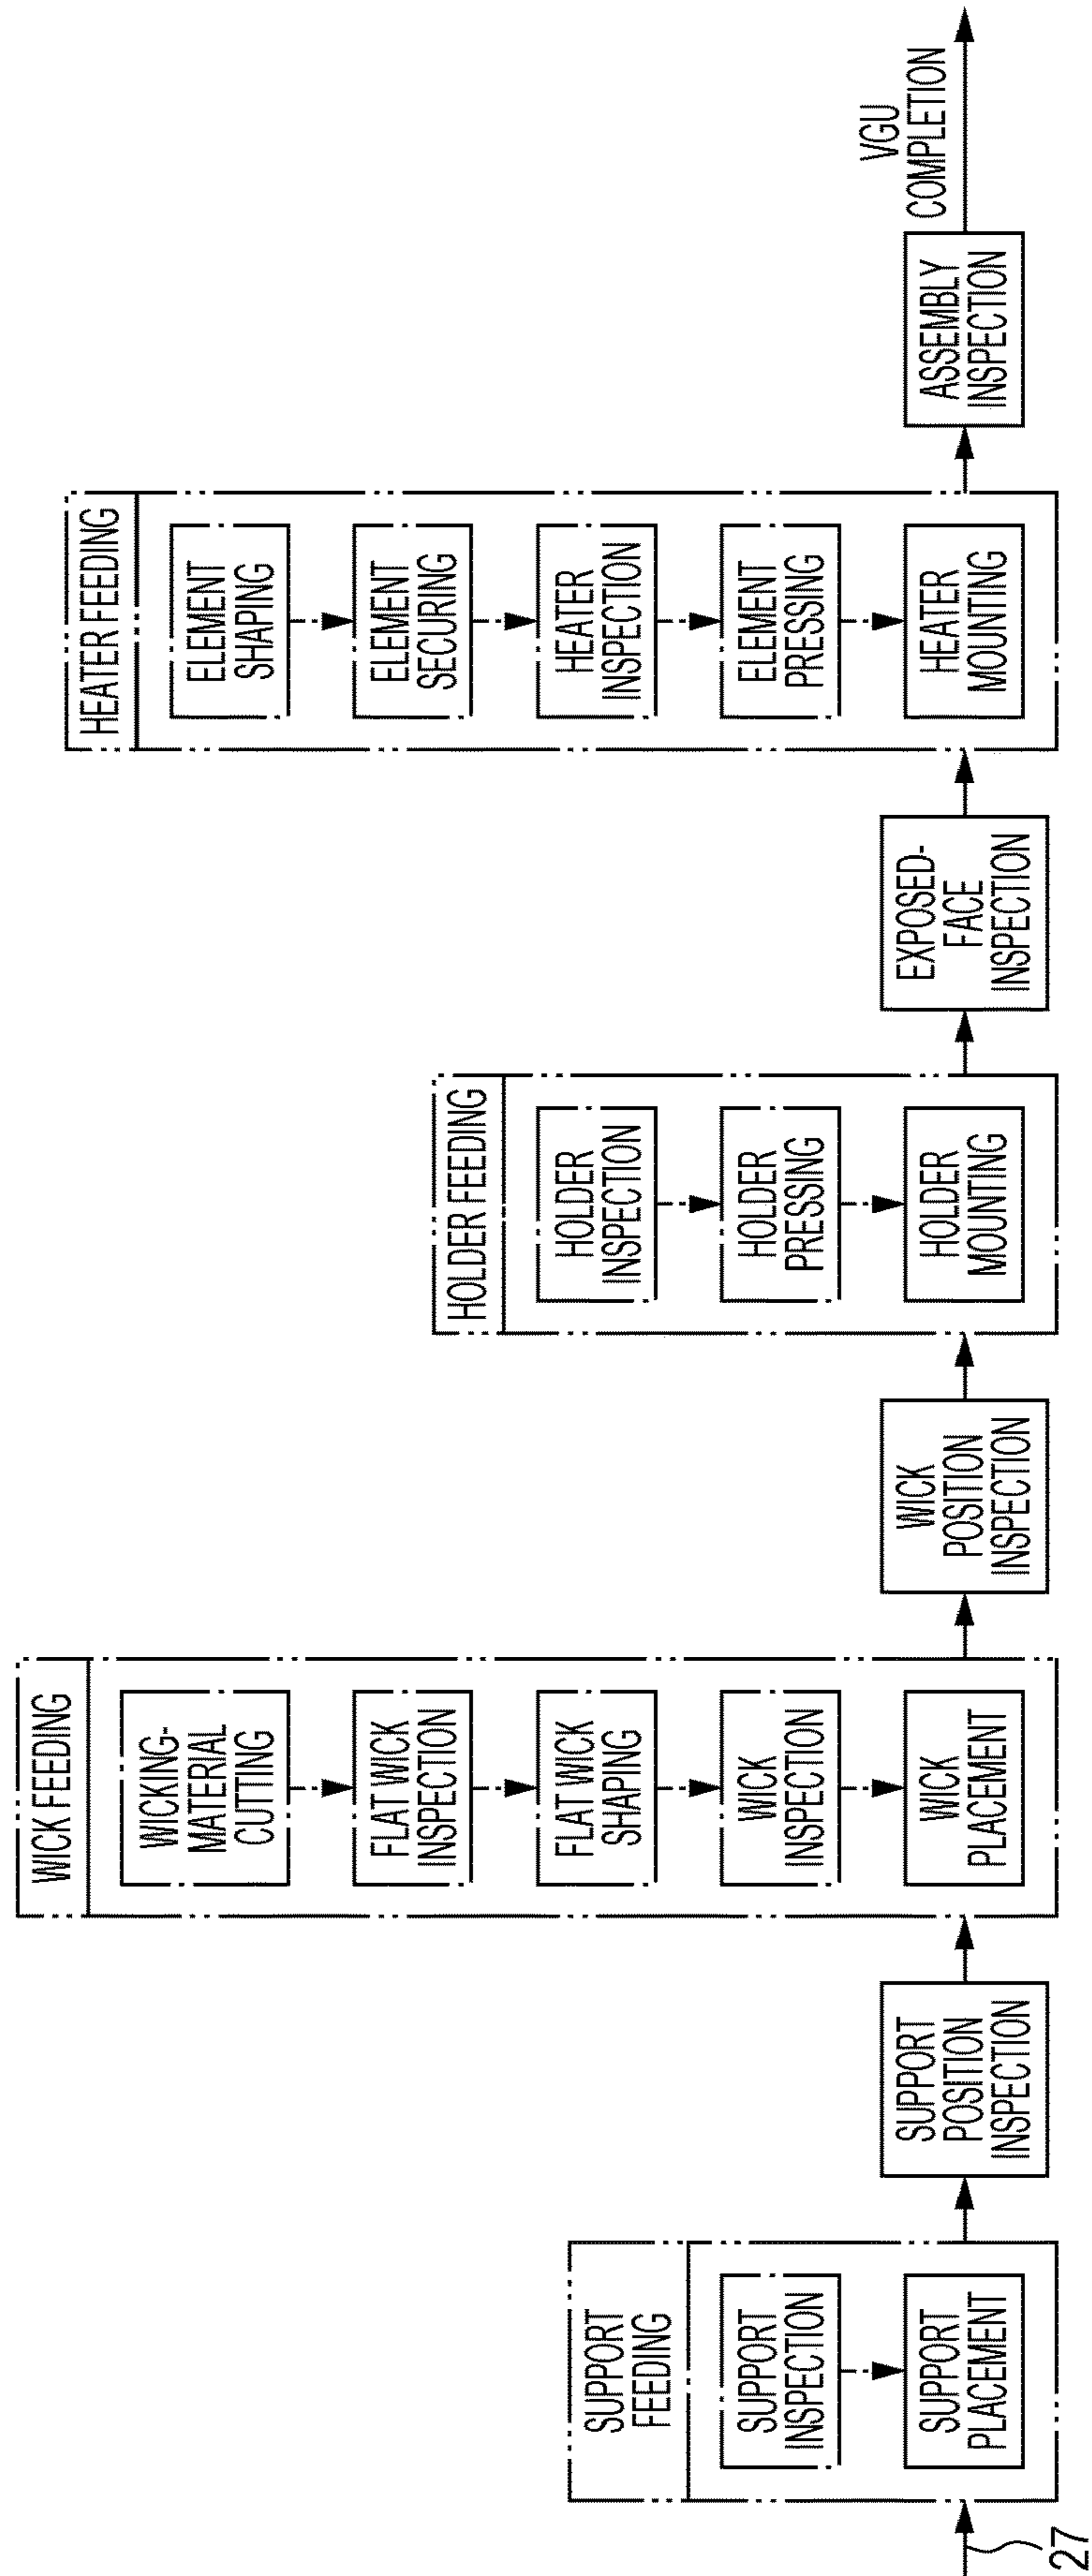 27
SUPPORT
FEEDING
SUPPORT
INSPECTION
SUPPORT
PLACEMENT
SUPPORT
POSITION
INSPECTION
WICK FEEDING
WICKING-
MATERIAL
CUTTING
FLAT WICK
INSPECTION
FLAT WICK
SHAPING
WICK
INSPECTION
WICK
PLACEMENT
WICK
POSITION
INSPECTION
HOLDER FEEDING
HOLDER
INSPECTION
HOLDER
PRESSING
HOLDER
MOUNTING
EXPOSED-
FACE
INSPECTION
HEATER FEEDING
ELEMENT
SHAPING
ELEMENT
SECURING
HEATER
INSPECTION
ELEMENT
PRESSING
HEATER
MOUNTING
ASSEMBLY
INSPECTION
VGU
COMPLETION